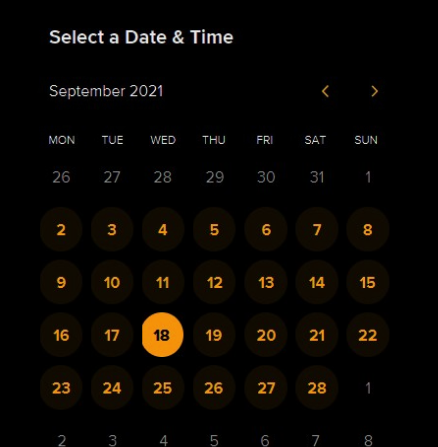 Select a Date & Time
September 2021
MON TUE WED THU FRI SAT SUN
26 27 28 29 30 31 1
2 3 4 5 6 7 8
9 10 11 12 13 14 15
16 17 18 19 20 21 22
23 24 25 26 27 28 1
2 3 4 5 6 7 8